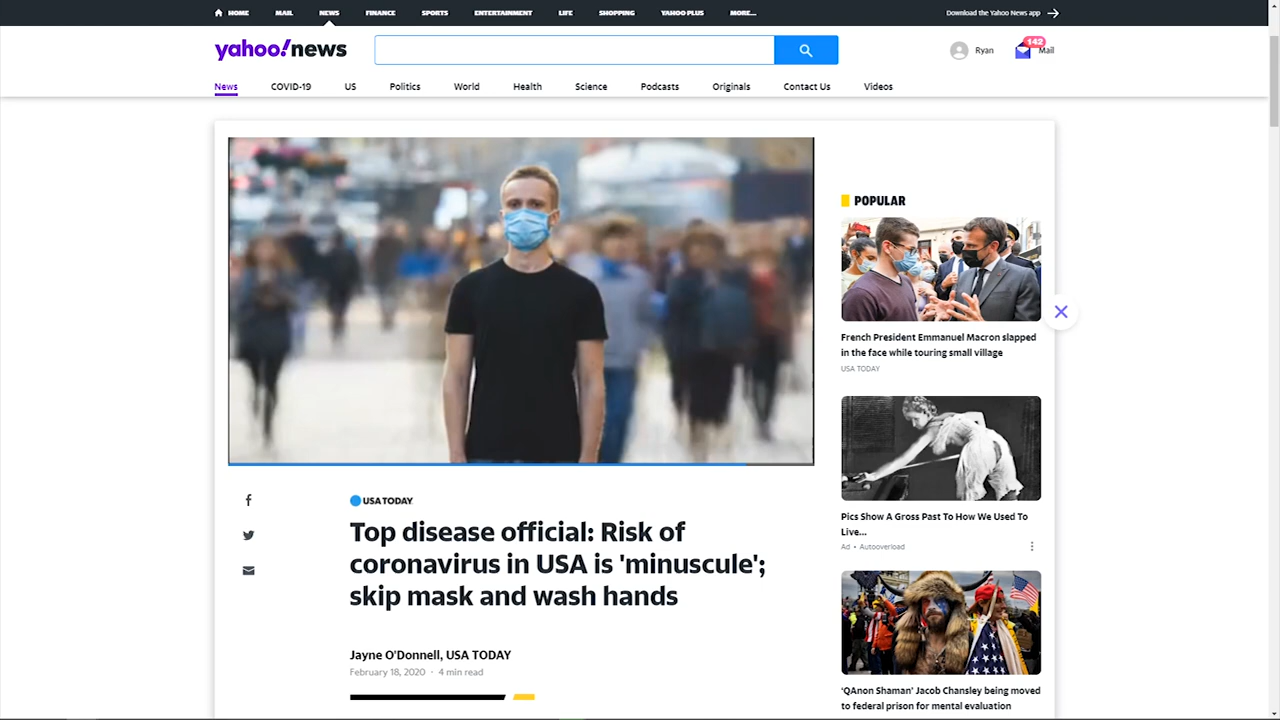 HOME MAIL NEWS FINANCE SPORTS ENTERTAINMENT LIFE SHOPPING YAHOO PLUS MORE... Download the Yahoo News app
yahoo!news
Ryan
142
Mail
News COVID-19 US Politics World Health Science Podcasts Originals Contact Us Videos
POPULAR
French President Emmanuel Macron slapped
in the face while touring small village
USA TODAY
Pics Show A Gross Past To How We Used To
Live...
Ad • Autooverload
'QAnon Shaman' Jacob Chansley being moved
to federal prison for mental evaluation
USA TODAY
Top disease official: Risk of
coronavirus in USA is 'minuscule';
skip mask and wash hands
Jayne O'Donnell, USA TODAY
February 18, 2020 · 4 min read